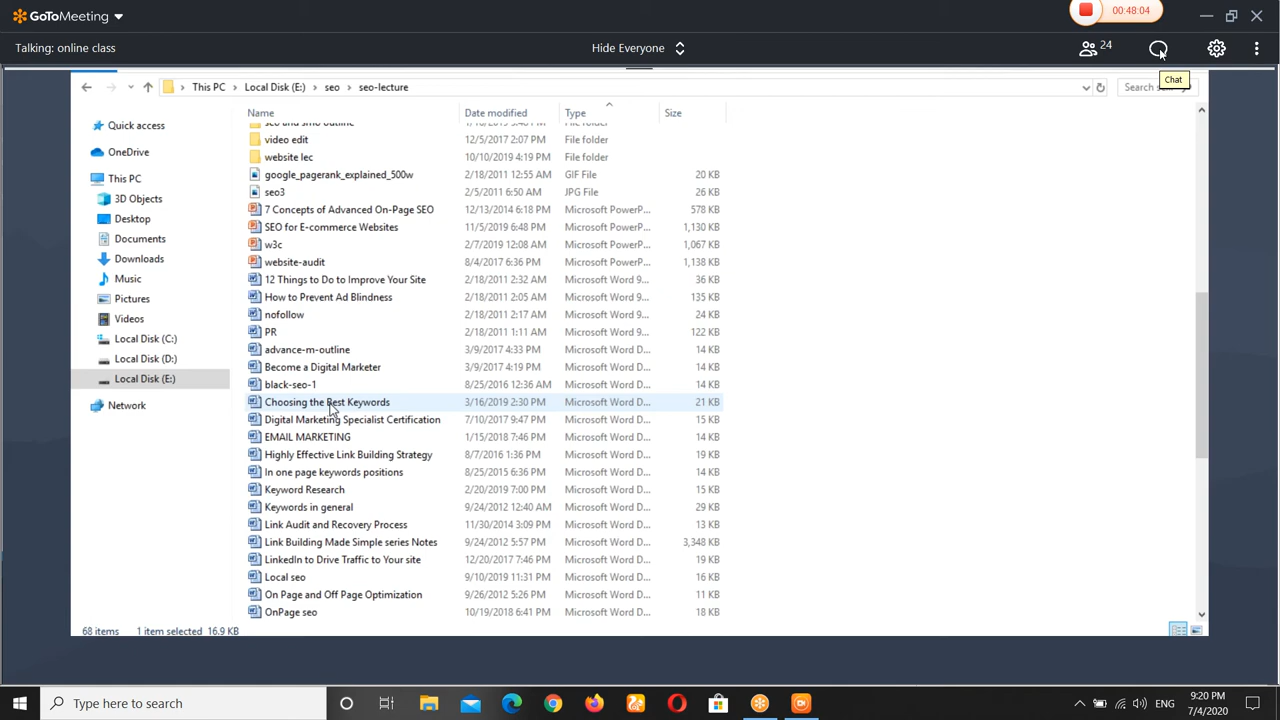 GoToMeeting
00:48:04
Talking: online class
Hide Everyone
24
Chat
This PC
Local Disk (E:)
seo
seo-lecture
Name
Date modified
Type
Size
Quick access
OneDrive
This PC
3D Objects
Desktop
Documents
Downloads
Music
Pictures
Videos
Local Disk (C:)
Local Disk (D:)
Local Disk (E:)
Network
video edit 12/5/2017 2:07 PM File folder
website lec 10/10/2019 4:19 PM File folder
google_pagerank_explained_500w 2/18/2011 12:55 AM GIF File 20 KB
seo3 2/5/2011 6:50 AM JPG File 26 KB
7 Concepts of Advanced On-Page SEO 12/13/2014 6:18 PM Microsoft PowerP... 578 KB
SEO for E-commerce Websites 11/5/2019 6:48 PM Microsoft PowerP... 1,130 KB
w3c 2/7/2019 12:08 AM Microsoft PowerP... 1,067 KB
website-audit 8/4/2017 6:36 PM Microsoft PowerP... 1,138 KB
12 Things to Do to Improve Your Site 2/18/2011 2:32 AM Microsoft Word 9... 36 KB
How to Prevent Ad Blindness 2/18/2011 2:05 AM Microsoft Word 9... 135 KB
nofollow 2/18/2011 2:17 AM Microsoft Word 9... 24 KB
PR 2/18/2011 1:11 AM Microsoft Word 9... 122 KB
advance-m-outline 3/9/2017 4:33 PM Microsoft Word D... 14 KB
Become a Digital Marketer 3/9/2017 4:19 PM Microsoft Word D... 14 KB
black-seo-1 8/25/2016 12:36 AM Microsoft Word D... 14 KB
Choosing the Best Keywords 3/16/2019 2:30 PM Microsoft Word D... 21 KB
Digital Marketing Specialist Certification 7/10/2017 9:47 PM Microsoft Word D... 15 KB
EMAIL MARKETING 1/15/2018 7:46 PM Microsoft Word D... 14 KB
Highly Effective Link Building Strategy 8/7/2016 1:36 PM Microsoft Word D... 19 KB
In one page keywords positions 8/25/2015 6:36 PM Microsoft Word D... 14 KB
Keyword Research 2/20/2019 7:00 PM Microsoft Word D... 15 KB
Keywords in general 9/24/2012 12:40 AM Microsoft Word D... 29 KB
Link Audit and Recovery Process 11/30/2014 3:09 PM Microsoft Word D... 13 KB
Link Building Made Simple series Notes 9/24/2012 5:57 PM Microsoft Word D... 3,348 KB
LinkedIn to Drive Traffic to Your site 12/20/2017 7:46 PM Microsoft Word D... 19 KB
Local seo 9/10/2019 11:31 PM Microsoft Word D... 16 KB
On Page and Off Page Optimization 9/26/2012 5:26 PM Microsoft Word D... 11 KB
OnPage seo 10/19/2018 6:41 PM Microsoft Word D... 18 KB
68 items 1 item selected 16.9 KB
Type here to search
ENG
9:20 PM
7/4/2020